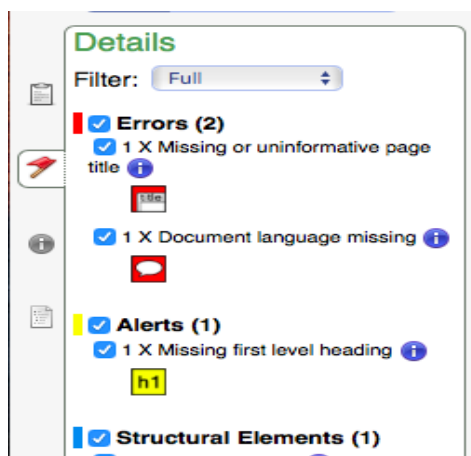 Details
Filter: Full
Errors (2)
1 X Missing or uninformative page
title
title
1 X Document language missing
Alerts (1)
1 X Missing first level heading
h1
Structural Elements (1)